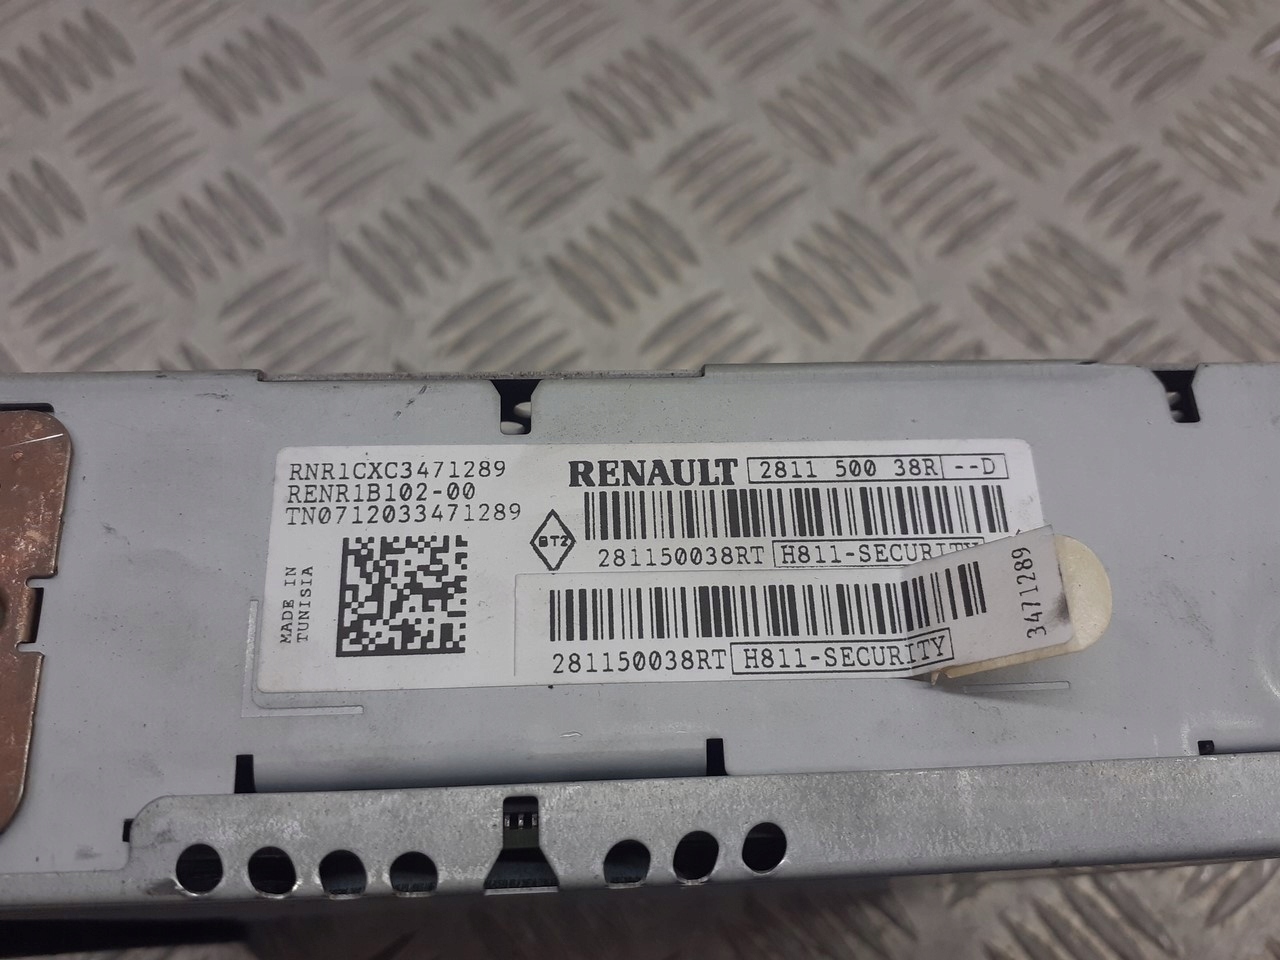 RNR1CXC3471289
RENR1B102-00
TN0712033471289
MADE IN
TUNISIA
RENAULT 2811 500 38R --D
BTZ
281150038RT H811-SECURITY
281150038RT H811-SECURITY
3471289